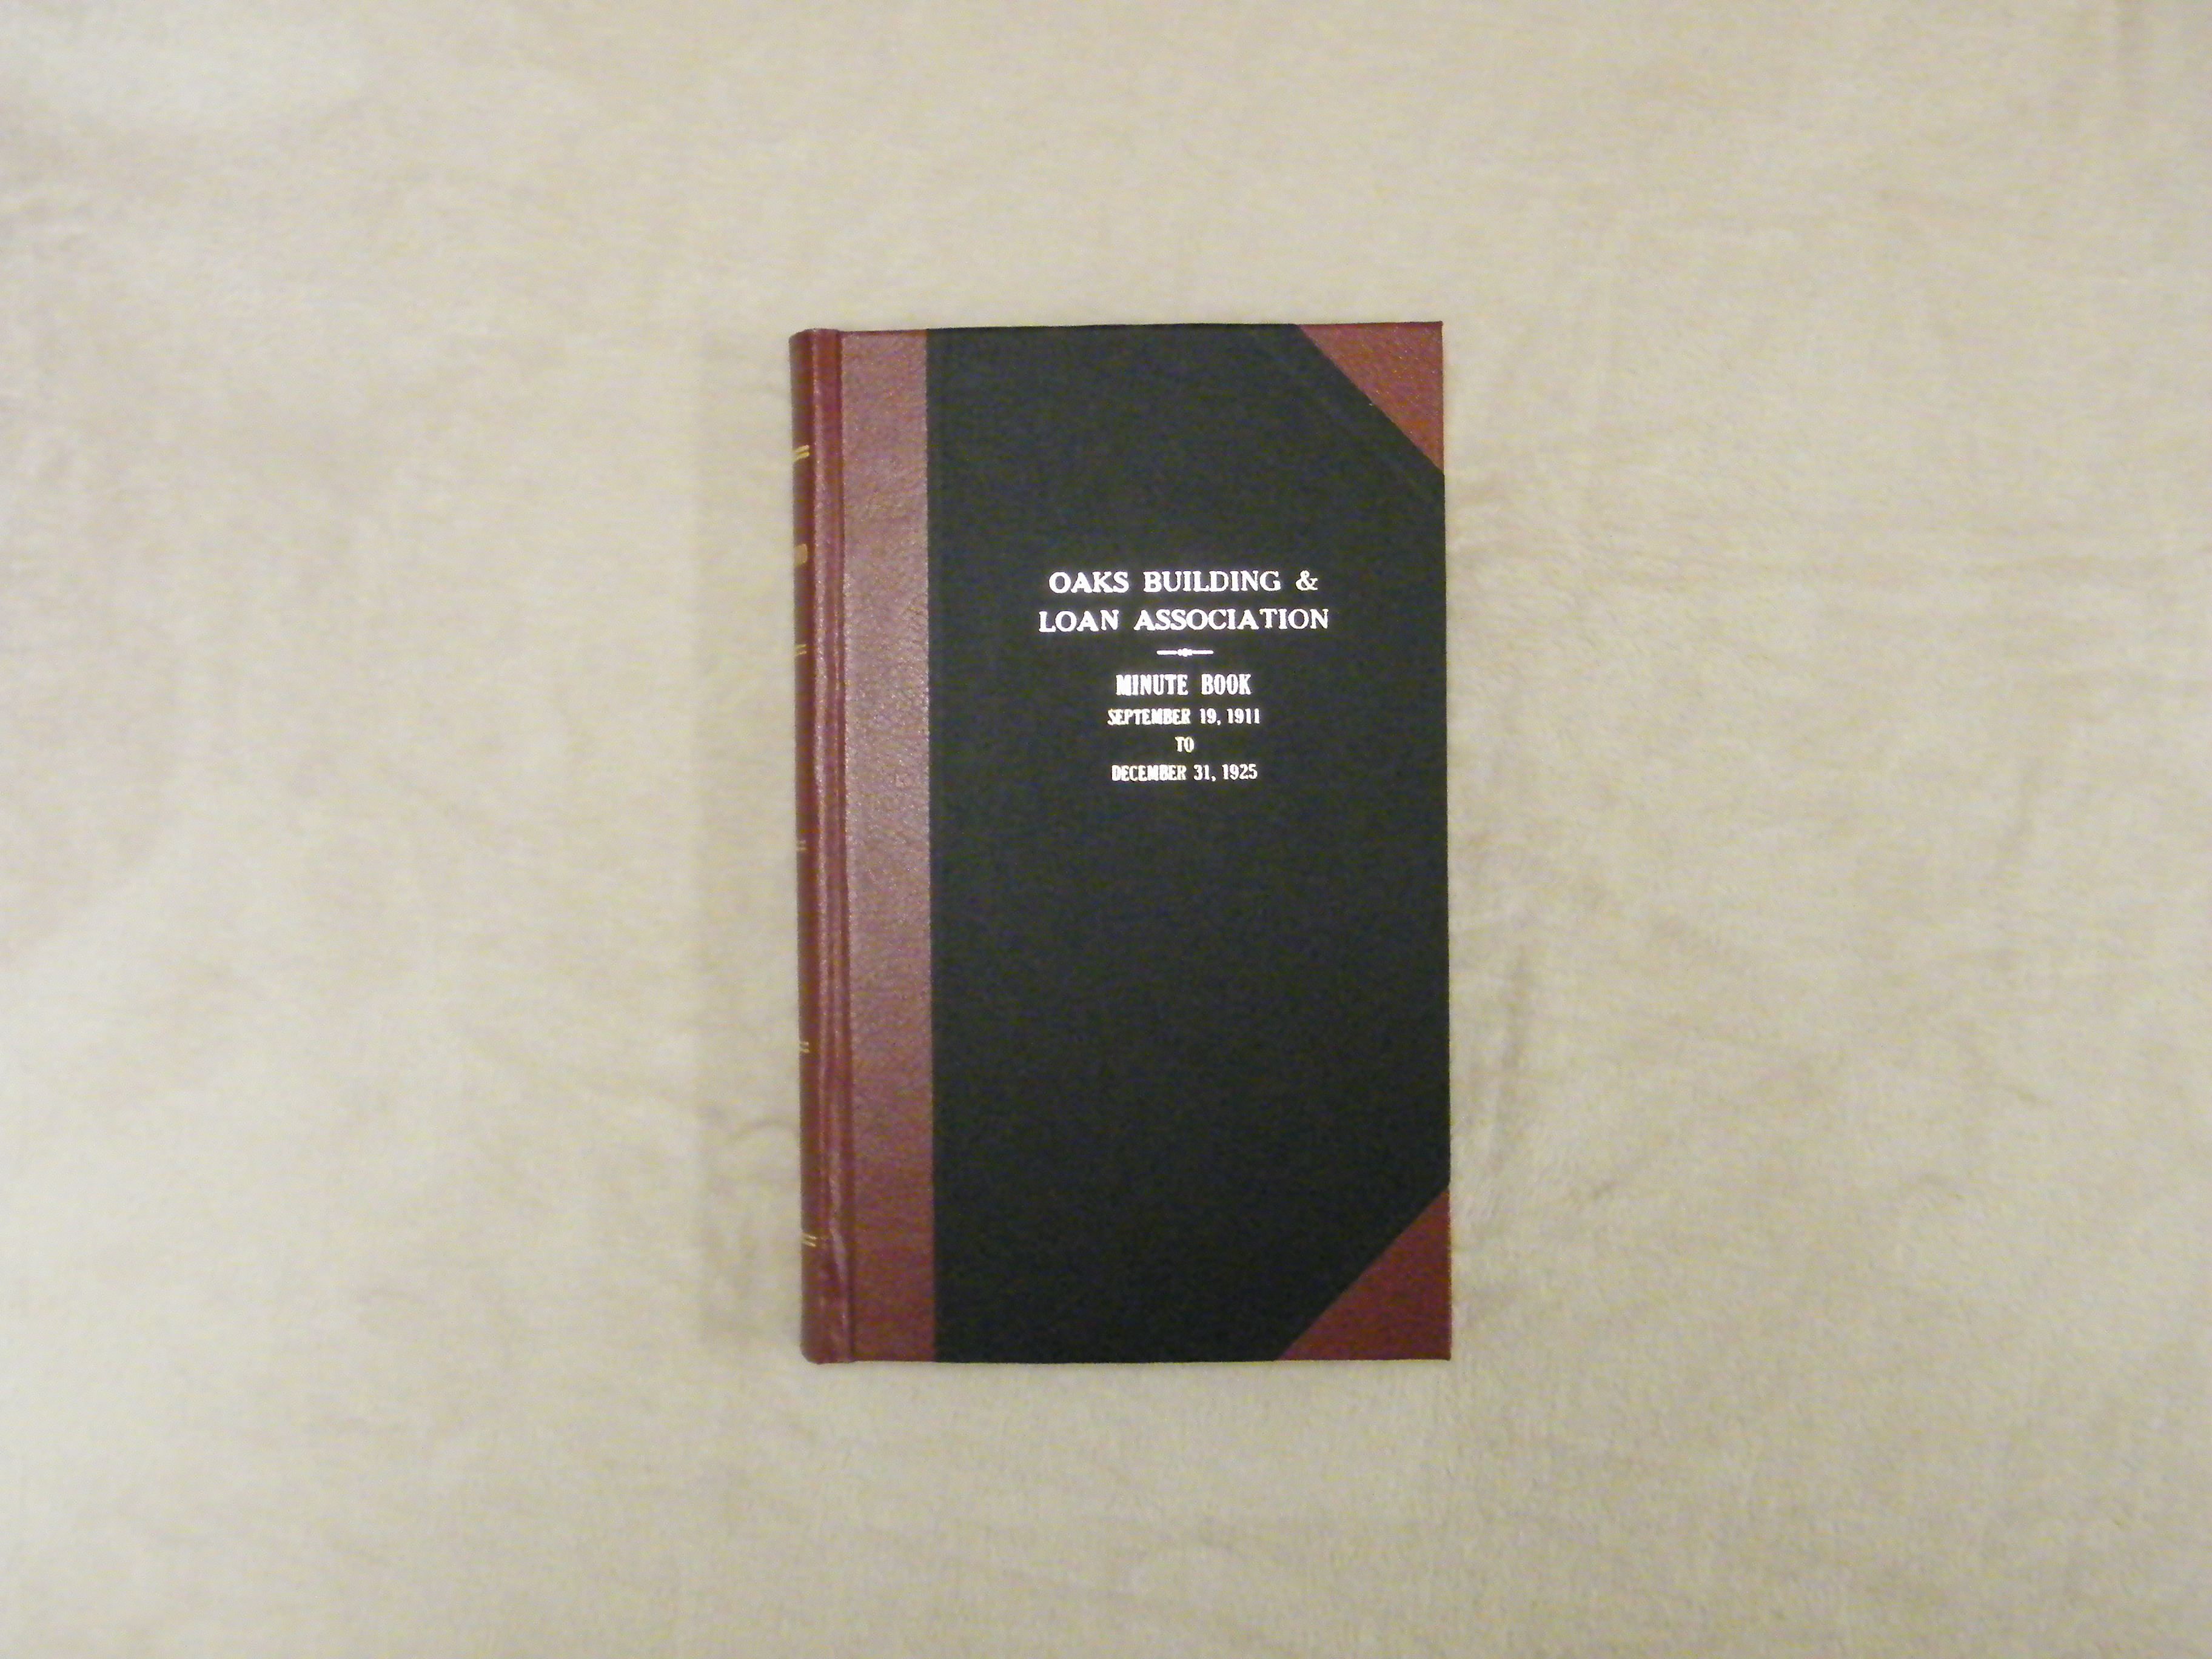 OAKS BUILDING &
LOAN ASSOCIATION
MINUTE BOOK
SEPTEMBER 19, 1911
TO
DECEMBER 31, 1925